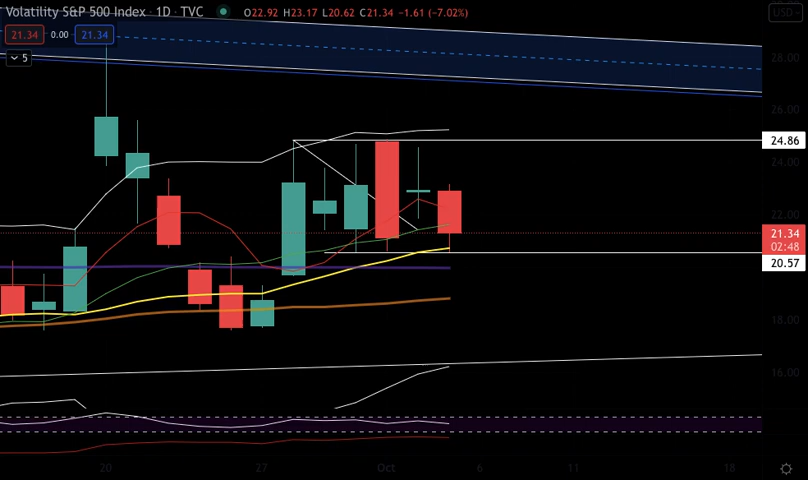 Volatility S&P 500 Index · 1D · TVC O22.92 H23.17 L20.62 C21.34 −1.61 (−7.02%)
USD
21.34 0.00 21.34
5
28.00
26.00
24.86
24.00
22.00
21.34
02:48
20.57
18.00
16.00
20 27 Oct 6 11 18